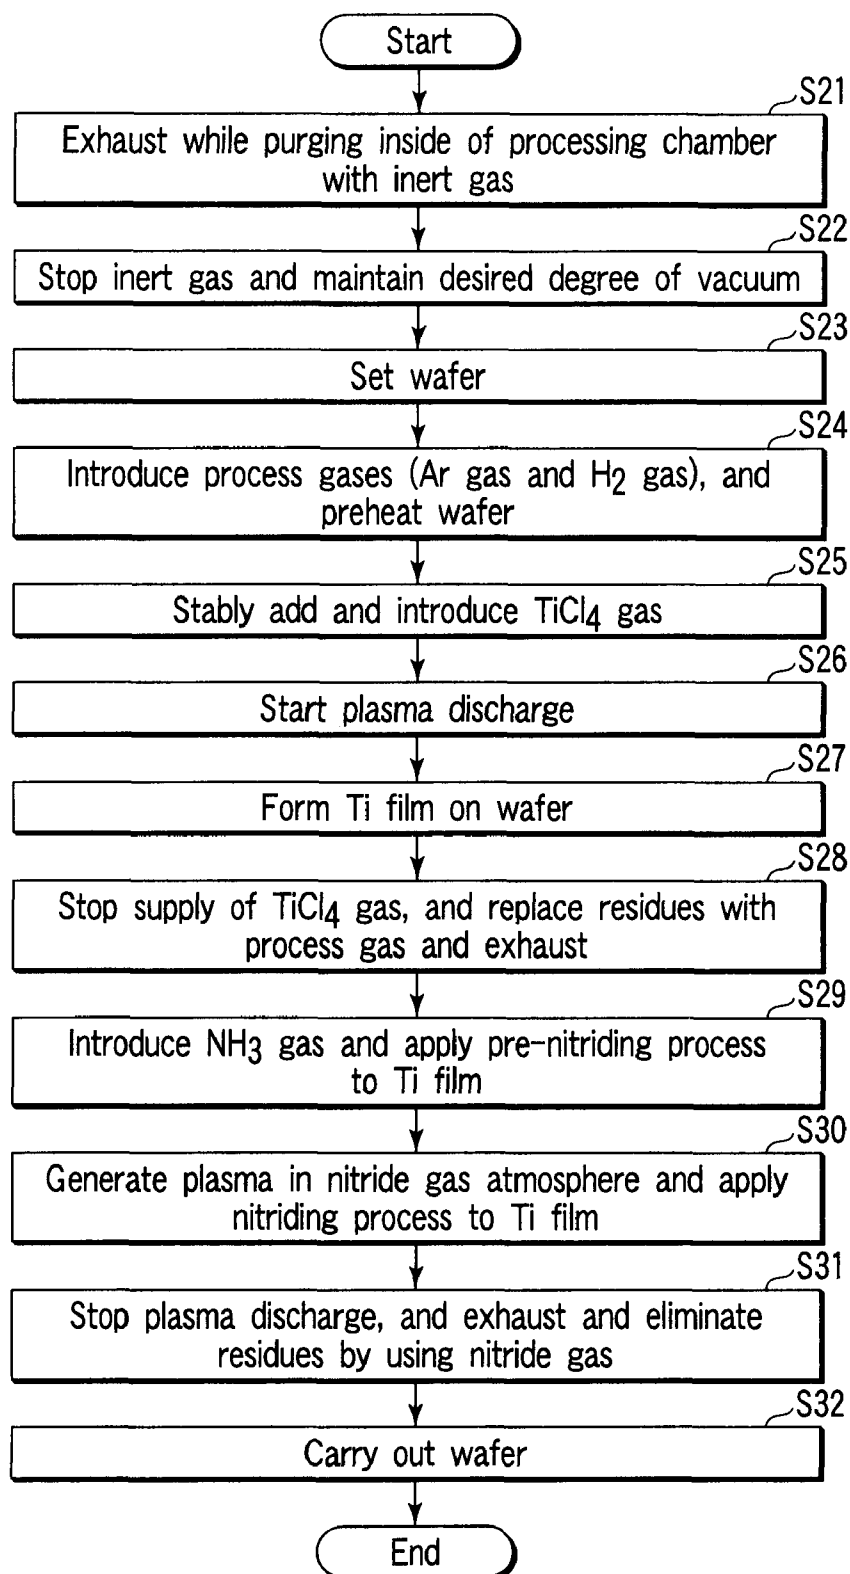 Start
S21
Exhaust while purging inside of processing chamber
with inert gas
S22
Stop inert gas and maintain desired degree of vacuum
S23
Set wafer
S24
Introduce process gases (Ar gas and H2 gas), and
preheat wafer
S25
Stably add and introduce TiCl4 gas
S26
Start plasma discharge
S27
Form Ti film on wafer
S28
Stop supply of TiCl4 gas, and replace residues with
process gas and exhaust
S29
Introduce NH3 gas and apply pre-nitriding process
to Ti film
S30
Generate plasma in nitride gas atmosphere and apply
nitriding process to Ti film
S31
Stop plasma discharge, and exhaust and eliminate
residues by using nitride gas
S32
Carry out wafer
End